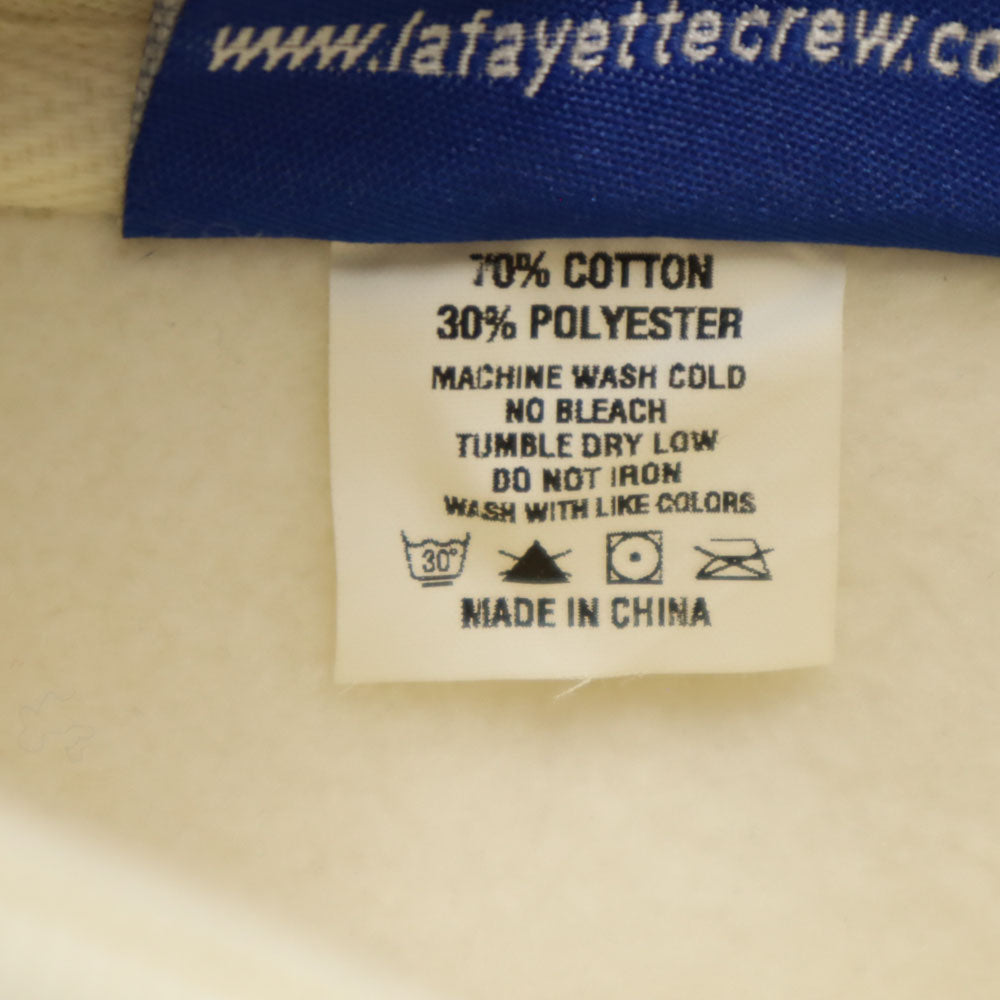 www.lafayettecrew.co
70% COTTON
30% POLYESTER
MACHINE WASH COLD
NO BLEACH
TUMBLE DRY LOW
DO NOT IRON
WASH WITH LIKE COLORS
30°
MADE IN CHINA